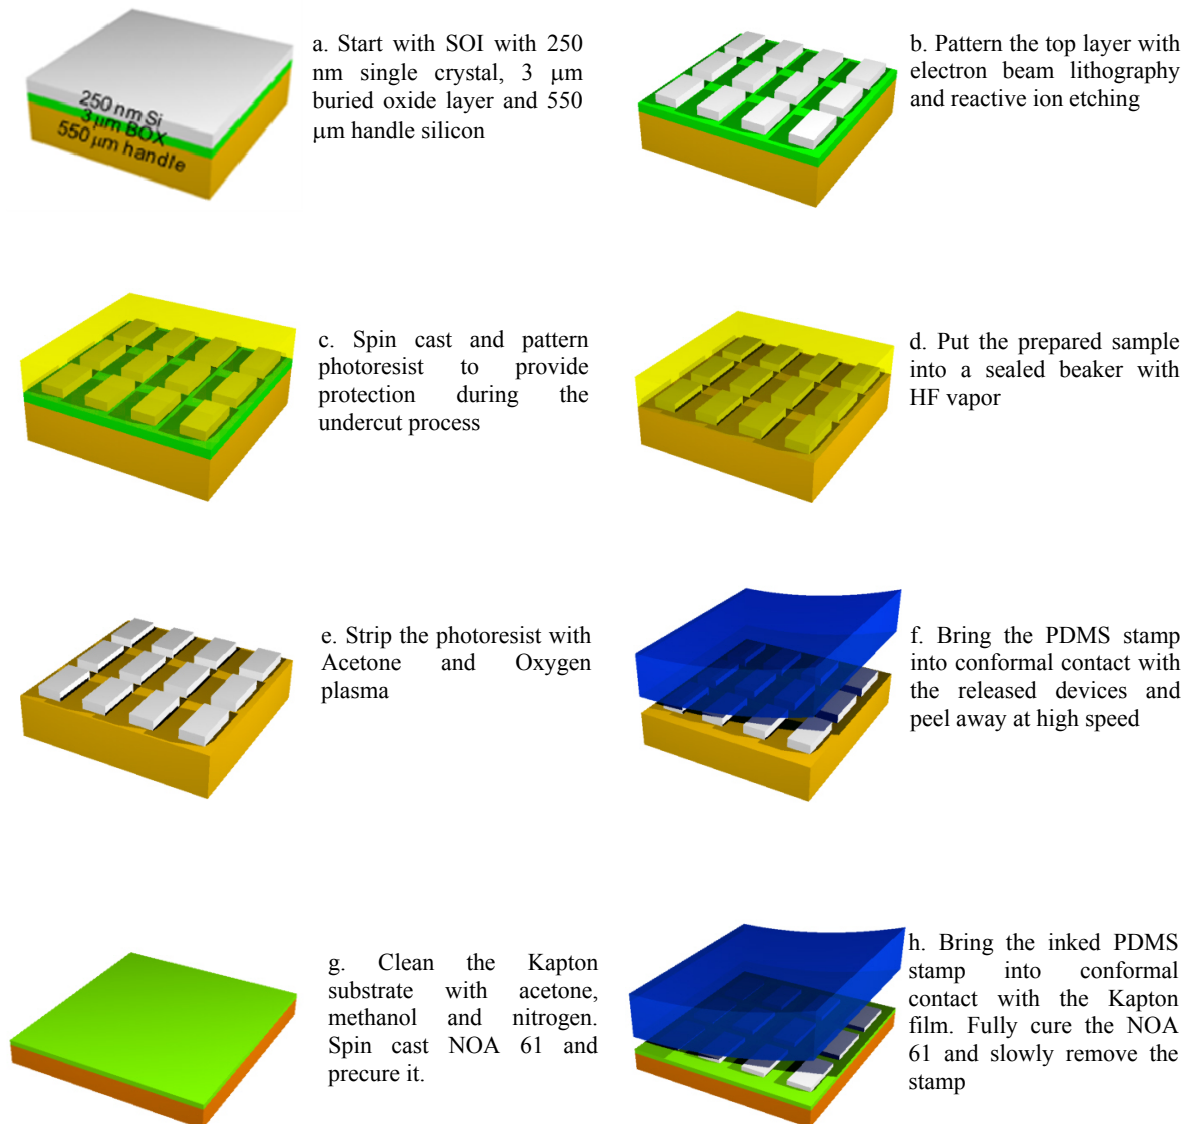 250 nm Si
3 μm BOX
550 μm handle
a. Start with SOI with 250
nm single crystal, 3 μm
buried oxide layer and 550
μm handle silicon
b. Pattern the top layer with
electron beam lithography
and reactive ion etching
c. Spin cast and pattern
photoresist to provide
protection during the
undercut process
d. Put the prepared sample
into a sealed beaker with
HF vapor
e. Strip the photoresist with
Acetone and Oxygen
plasma
f. Bring the PDMS stamp
into conformal contact with
the released devices and
peel away at high speed
g. Clean the Kapton
substrate with acetone,
methanol and nitrogen.
Spin cast NOA 61 and
precure it.
h. Bring the inked PDMS
stamp into conformal
contact with the Kapton
film. Fully cure the NOA
61 and slowly remove the
stamp